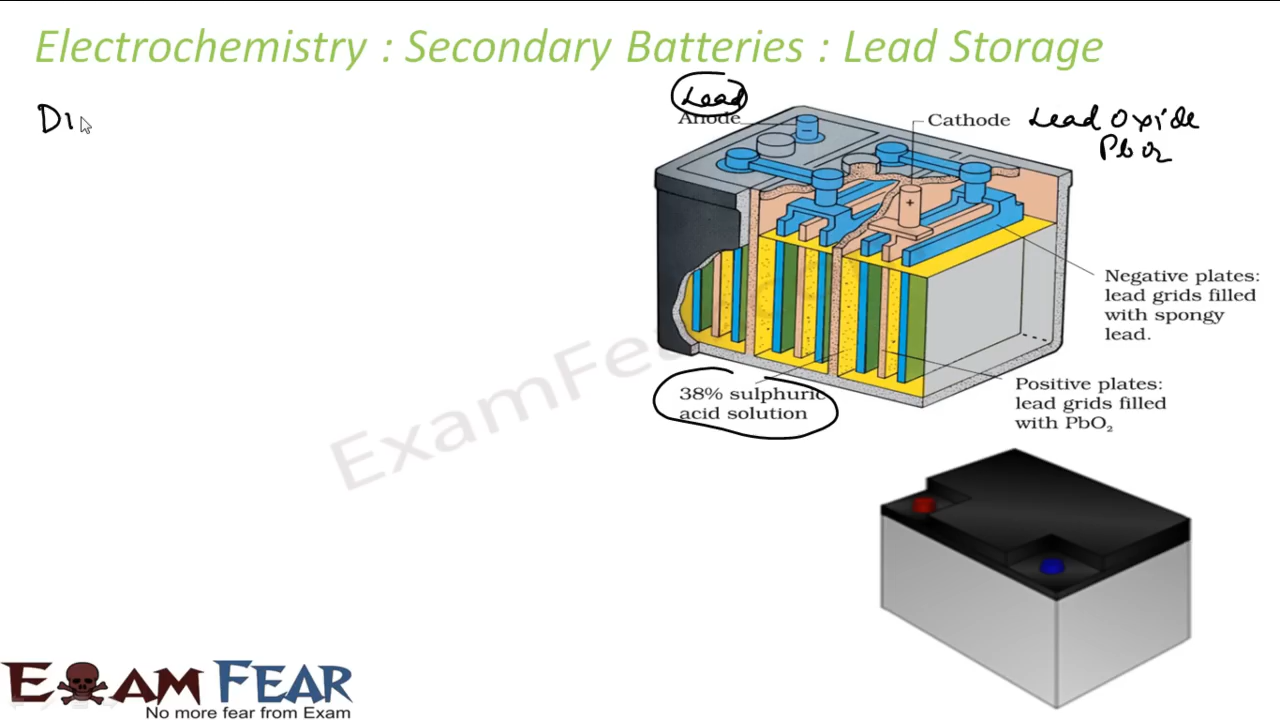 Electrochemistry : Secondary Batteries : Lead Storage
Lead
Anode
Cathode
Lead Oxide
PbO₂
DI
+
Negative plates:
lead grids filled
with spongy
lead.
38% sulphuric
acid solution
Positive plates:
lead grids filled
with PbO₂
ExamFear
EXAM FEAR
No more fear from Exam